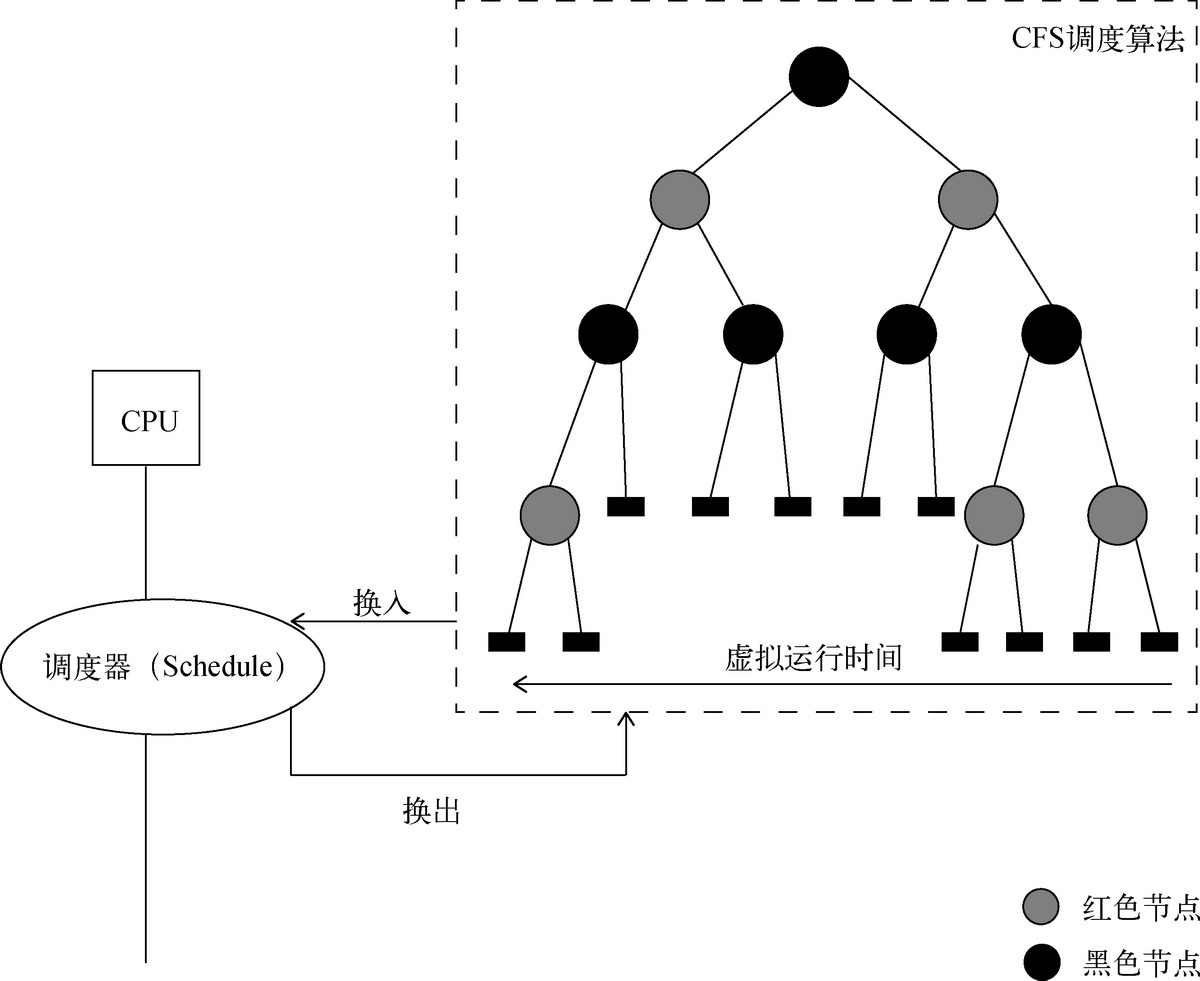 CFS调度算法
CPU
换入
调度器（Schedule）
虚拟运行时间
换出
红色节点
黑色节点